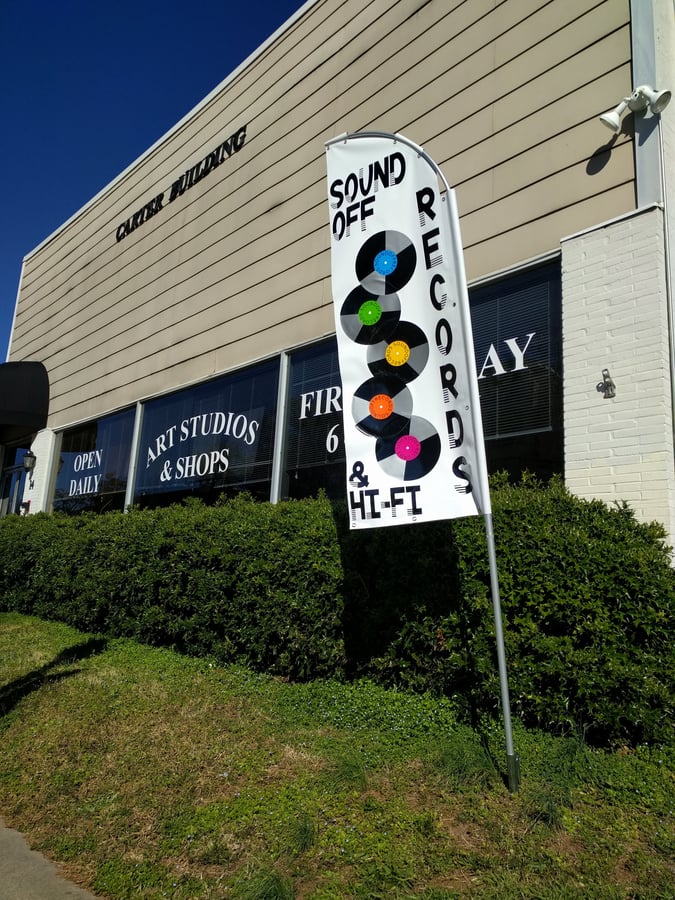 CARTER BUILDING
SOUND
OFF
RECORDS
&
HI-FI
OPEN
DAILY
ART STUDIOS
& SHOPS
FIR
AY
6